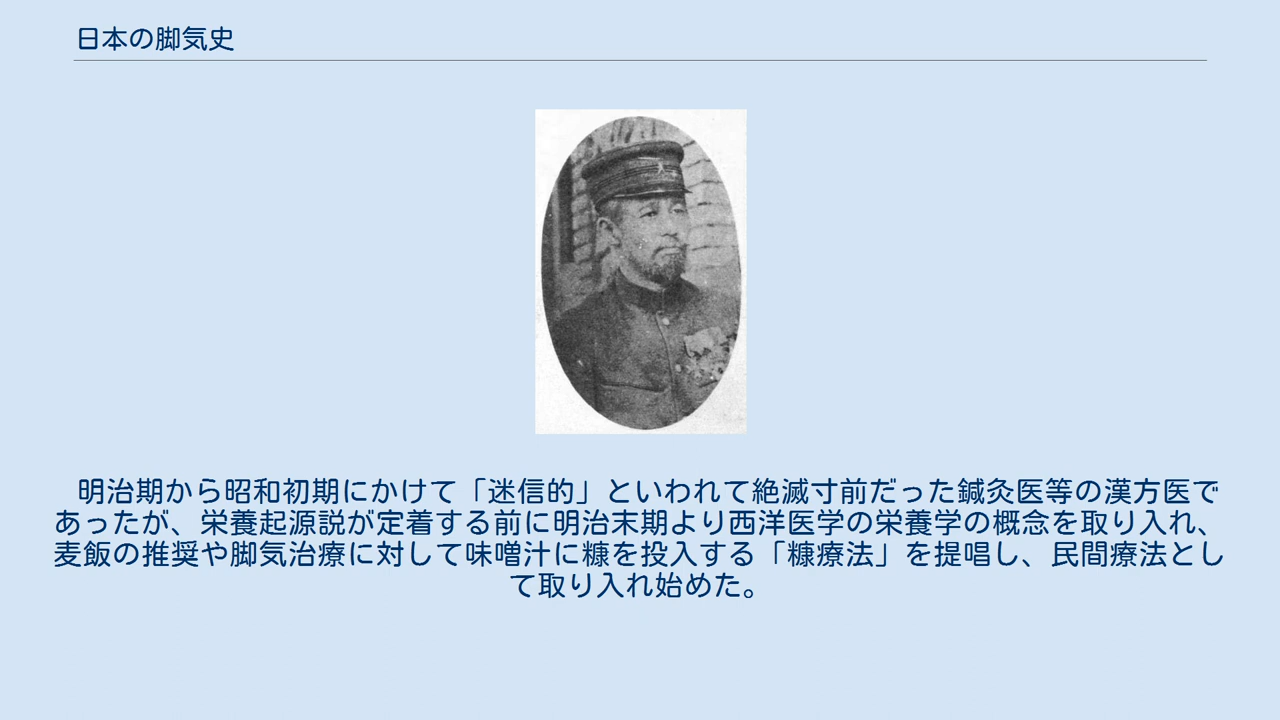 日本の脚気史
明治期から昭和初期にかけて「迷信的」といわれて絶滅寸前だった鍼灸医等の漢方医で
あったが、栄養起源説が定着する前に明治末期より西洋医学の栄養学の概念を取り入れ、
麦飯の推奨や脚気治療に対して味噌汁に糠を投入する「糠療法」を提唱し、民間療法とし
て取り入れ始めた。